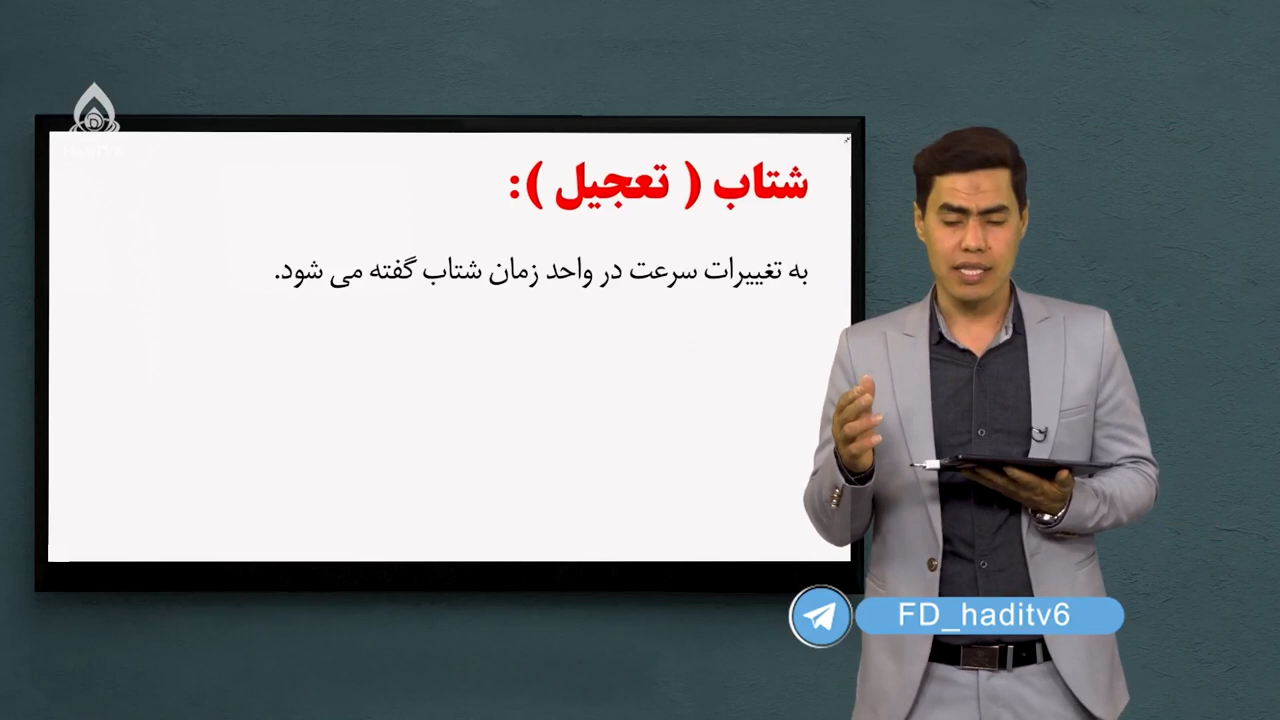 شتاب ( تعجیل ):
به تغییرات سرعت در واحد زمان شتاب گفته می شود.
FD_haditv6